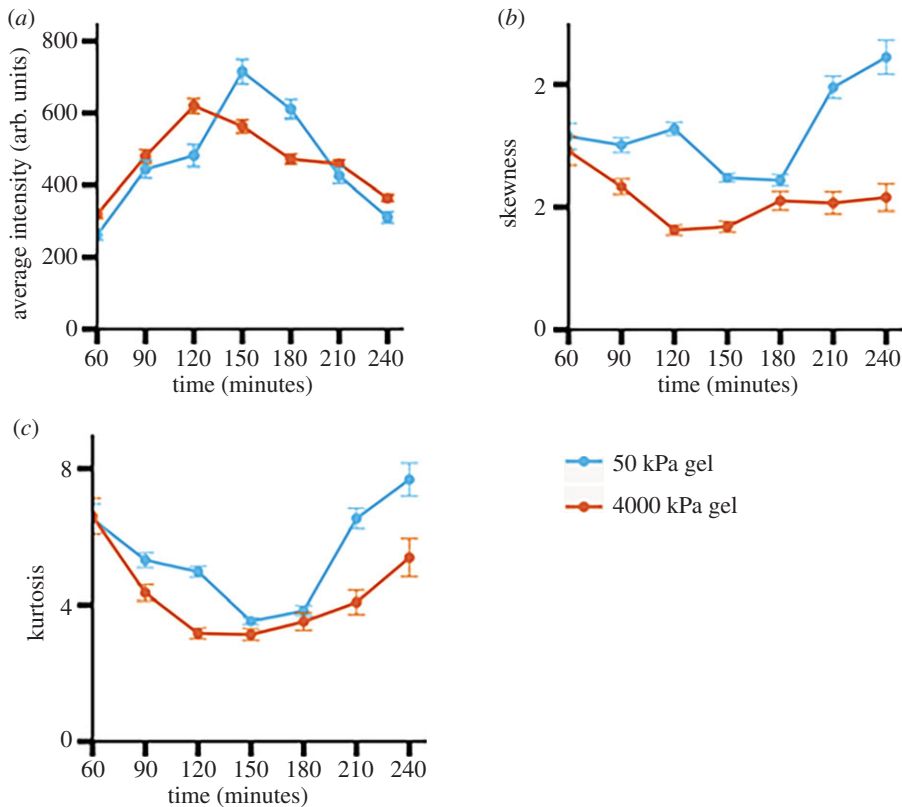 (a)
800
600
400
200
0
average intensity (arb. units)
60 90 120 150 180 210 240
time (minutes)
(b)
2
2
0
skewness
60 90 120 150 180 210 240
time (minutes)
(c)
8
4
0
kurtosis
60 90 120 150 180 210 240
time (minutes)
50 kPa gel
4000 kPa gel